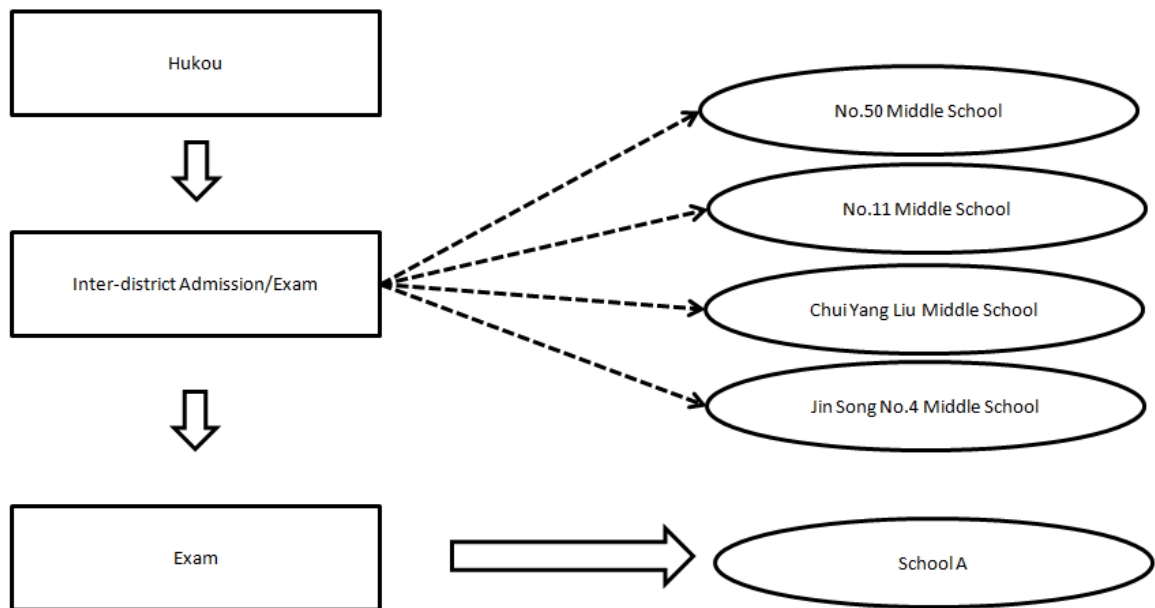 Hukou
No.50 Middle School
No.11 Middle School
Inter-district Admission/Exam
Chui Yang Liu Middle School
Jin Song No.4 Middle School
Exam
School A